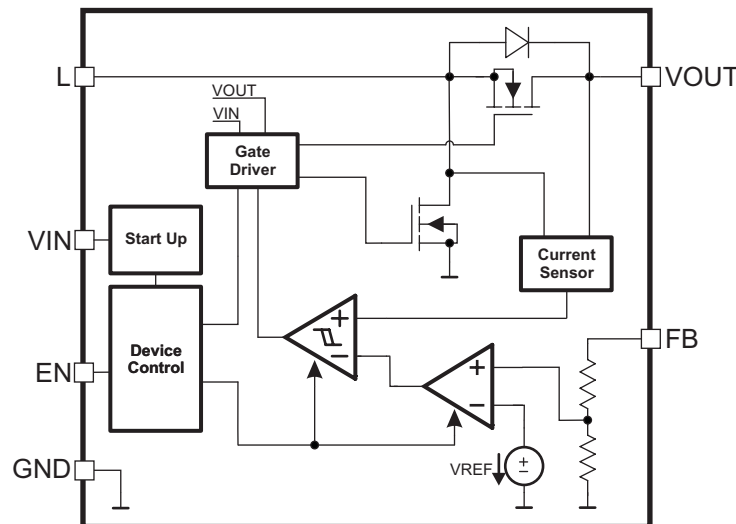 L
VOUT
VOUT
VIN
Gate
Driver
VIN
Start Up
Current
Sensor
Device
Control
EN
FB
+
−
+
−
VREF
+
−
GND